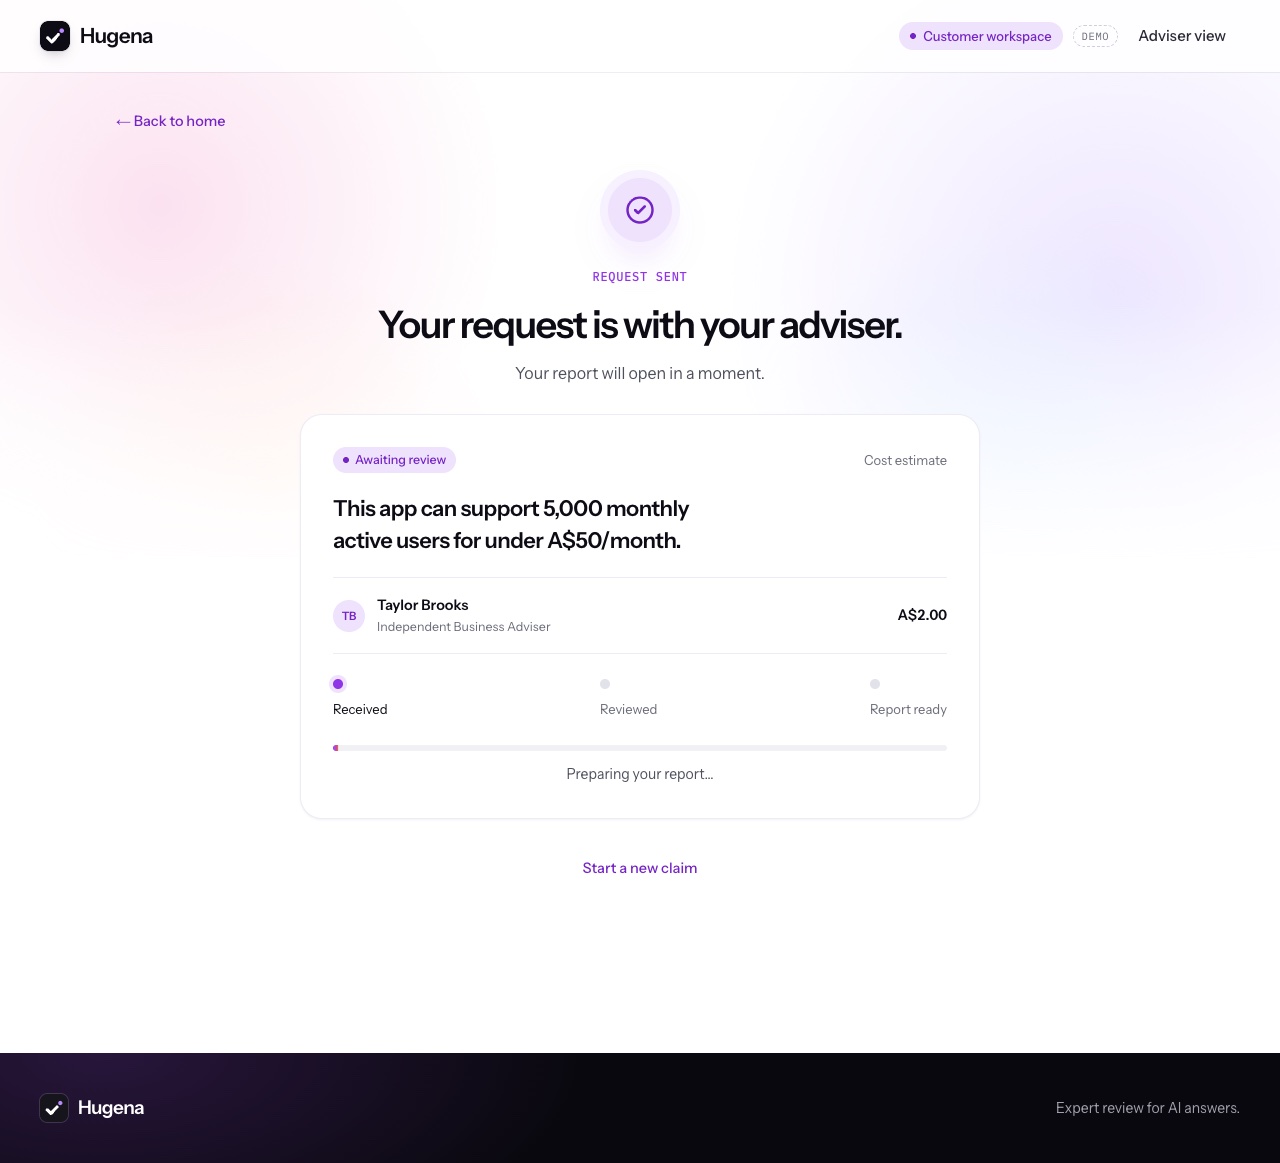 Hugena
Customer workspace
DEMO
Adviser view
← Back to home
REQUEST SENT
Your request is with your adviser.
Your report will open in a moment.
Awaiting review
Cost estimate
This app can support 5,000 monthly
active users for under A$50/month.
TB
Taylor Brooks
Independent Business Adviser
A$2.00
Received
Reviewed
Report ready
Preparing your report...
Start a new claim
Hugena
Expert review for AI answers.